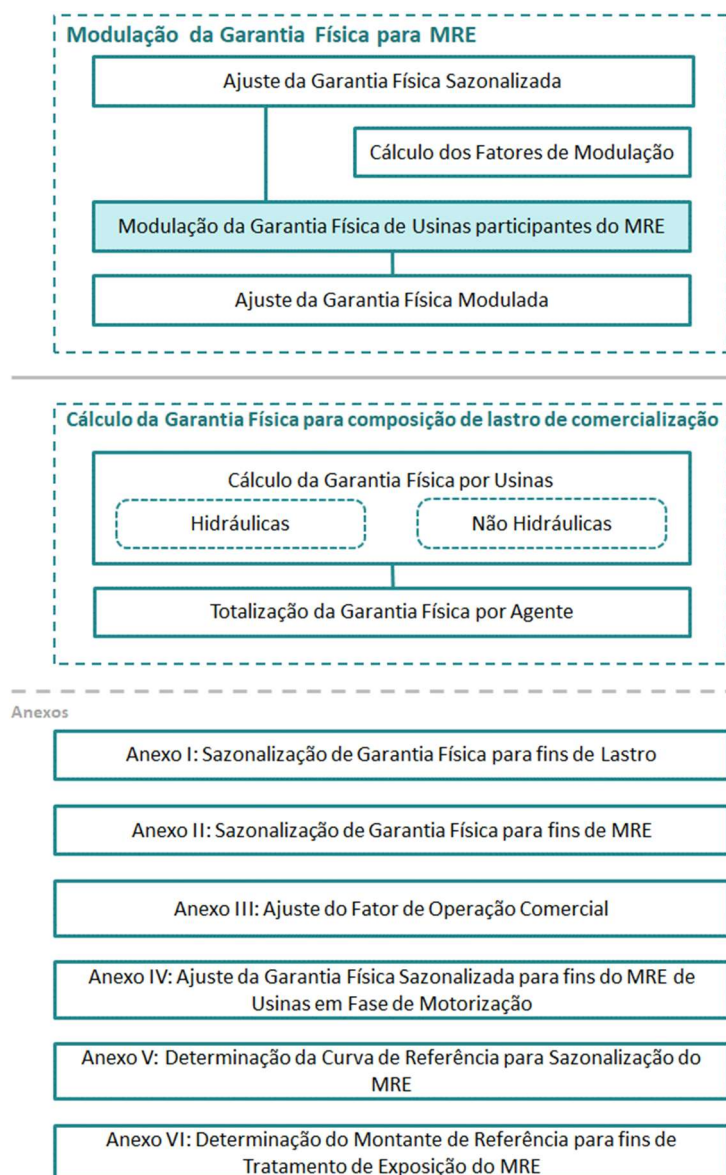 Modulação da Garantia Física para MRE
Ajuste da Garantia Física Sazonalizada
Cálculo dos Fatores de Modulação
Modulação da Garantia Física de Usinas participantes do MRE
Ajuste da Garantia Física Modulada
Cálculo da Garantia Física para composição de lastro de comercialização
Cálculo da Garantia Física por Usinas
Hidráulicas
Não Hidráulicas
Totalização da Garantia Física por Agente
Anexos
Anexo I: Sazonalização de Garantia Física para fins de Lastro
Anexo II: Sazonalização de Garantia Física para fins de MRE
Anexo III: Ajuste do Fator de Operação Comercial
Anexo IV: Ajuste da Garantia Física Sazonalizada para fins do MRE de
Usinas em Fase de Motorização
Anexo V: Determinação da Curva de Referência para Sazonalização do
MRE
Anexo VI: Determinação do Montante de Referência para fins de
Tratamento de Exposição do MRE